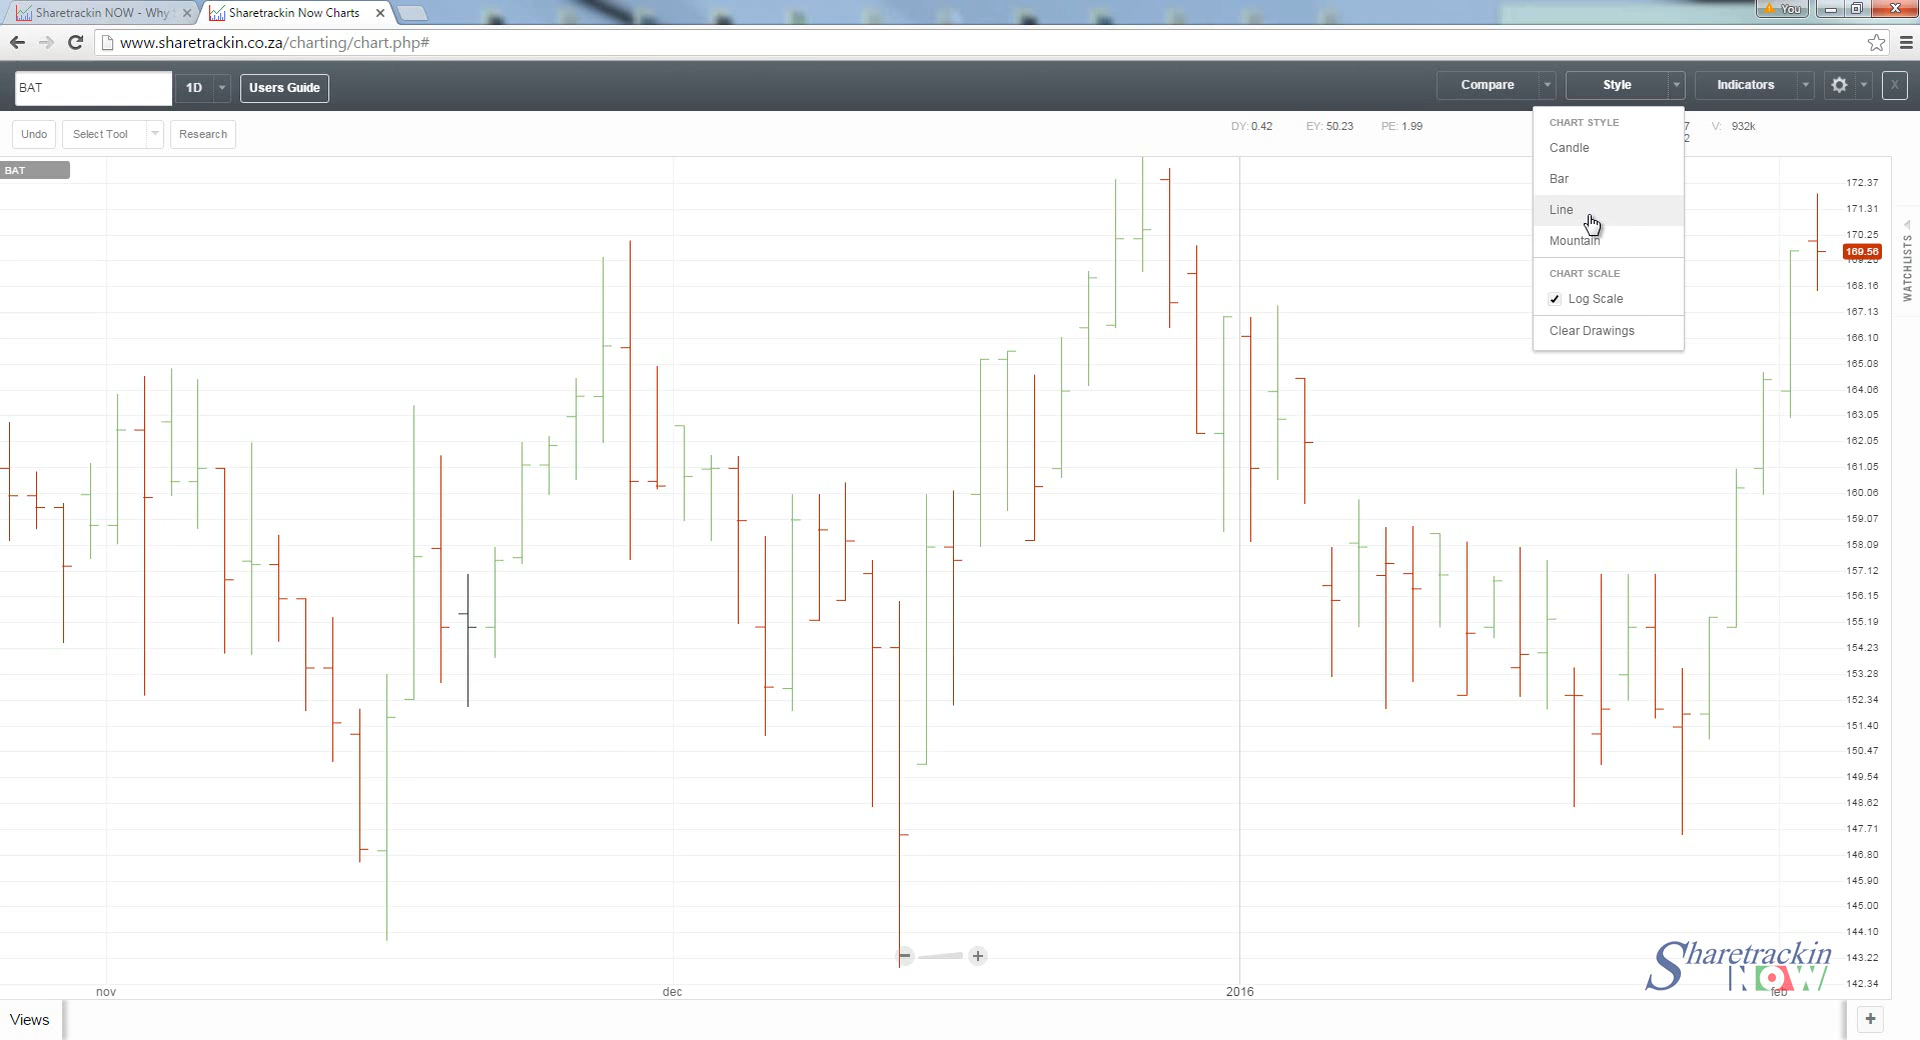 Sharetrackin NOW - Why
Sharetrackin Now Charts
You
www.sharetrackin.co.za/charting/chart.php#
BAT
1D
Users Guide
Compare
Style
Indicators
X
Undo
Select Tool
Research
DY: 0.42 EY: 50.23 PE: 1.99
7
2
V: 932k
CHART STYLE
Candle
Bar
Line
Mountain
CHART SCALE
Log Scale
Clear Drawings
BAT
172.37
171.31
170.25
169.56
168.16
167.13
166.10
165.08
164.06
163.05
162.05
161.05
160.06
159.07
158.09
157.12
156.15
155.19
154.23
153.28
152.34
151.40
150.47
149.54
148.62
147.71
146.80
145.90
145.00
144.10
143.22
142.34
WATCHLISTS
Sharetrackin
NOW
nov dec 2016 feb
Views